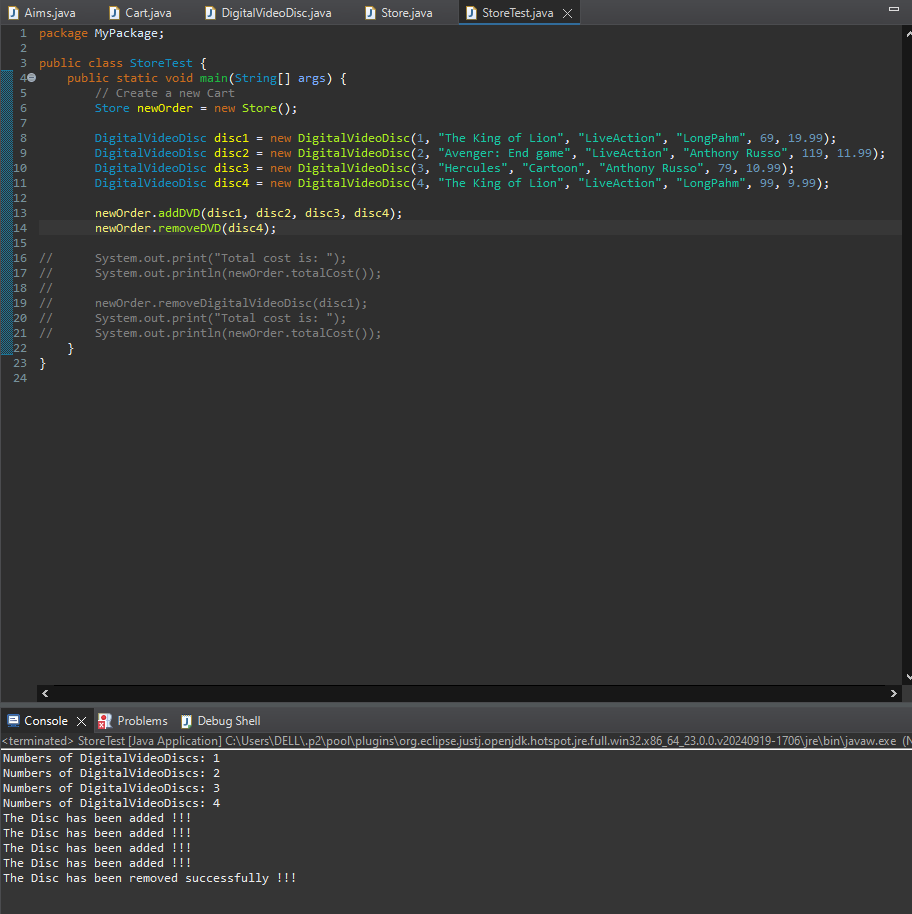 Aims.java Cart.java DigitalVideoDisc.java Store.java StoreTest.java
1 package MyPackage;
2
3 public class StoreTest {
4 public static void main(String[] args) {
5 // Create a new Cart
6 Store newOrder = new Store();
7
8 DigitalVideoDisc disc1 = new DigitalVideoDisc(1, "The King of Lion", "LiveAction", "LongPahm", 69, 19.99);
9 DigitalVideoDisc disc2 = new DigitalVideoDisc(2, "Avenger: End game", "LiveAction", "Anthony Russo", 119, 11.99);
10 DigitalVideoDisc disc3 = new DigitalVideoDisc(3, "Hercules", "Cartoon", "Anthony Russo", 79, 10.99);
11 DigitalVideoDisc disc4 = new DigitalVideoDisc(4, "The King of Lion", "LiveAction", "LongPahm", 99, 9.99);
12
13 newOrder.addDVD(disc1, disc2, disc3, disc4);
14 newOrder.removeDVD(disc4);
15
16 // System.out.print("Total cost is: ");
17 // System.out.println(newOrder.totalCost());
18 //
19 // newOrder.removeDigitalVideoDisc(disc1);
20 // System.out.print("Total cost is: ");
21 // System.out.println(newOrder.totalCost());
22 }
23 }
24
Console Problems Debug Shell
<terminated> StoreTest [Java Application] C:\Users\DELL\.p2\pool\plugins\org.eclipse.justj.openjdk.hotspot.jre.full.win32.x86_64_23.0.0.v20240919-1706\jre\bin\javaw.exe (N
Numbers of DigitalVideoDiscs: 1
Numbers of DigitalVideoDiscs: 2
Numbers of DigitalVideoDiscs: 3
Numbers of DigitalVideoDiscs: 4
The Disc has been added !!!
The Disc has been added !!!
The Disc has been added !!!
The Disc has been added !!!
The Disc has been removed successfully !!!